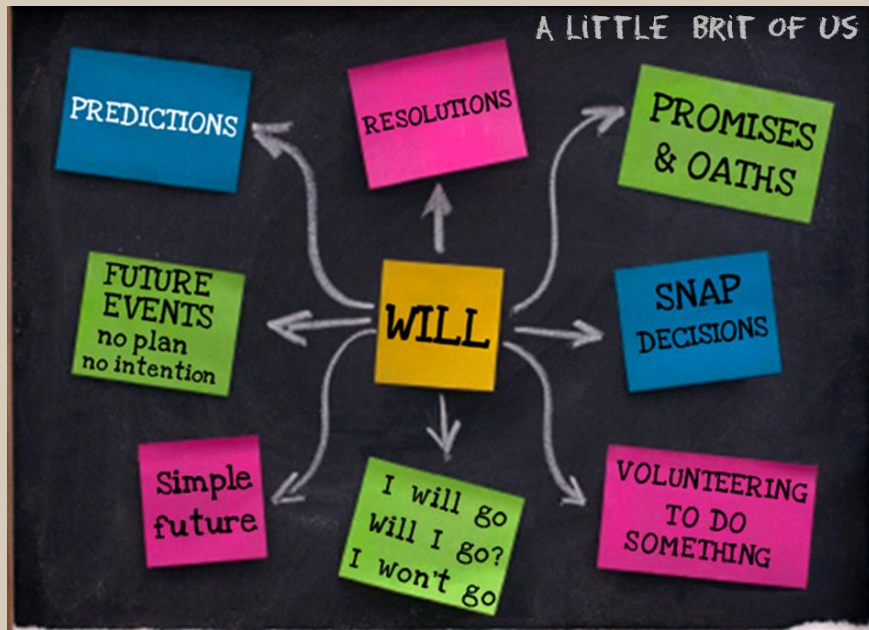 A LiTTLE BRiT OF US
PREDICTIONS
RESOLUTIONS
PROMISES
& OATHS
FUTURE
EVENTS
no plan
no intention
WILL
SNAP
DECISIONS
Simple
future
I will go
Will I go?
I won't go
VOLUNTEERING
TO DO
SOMETHING